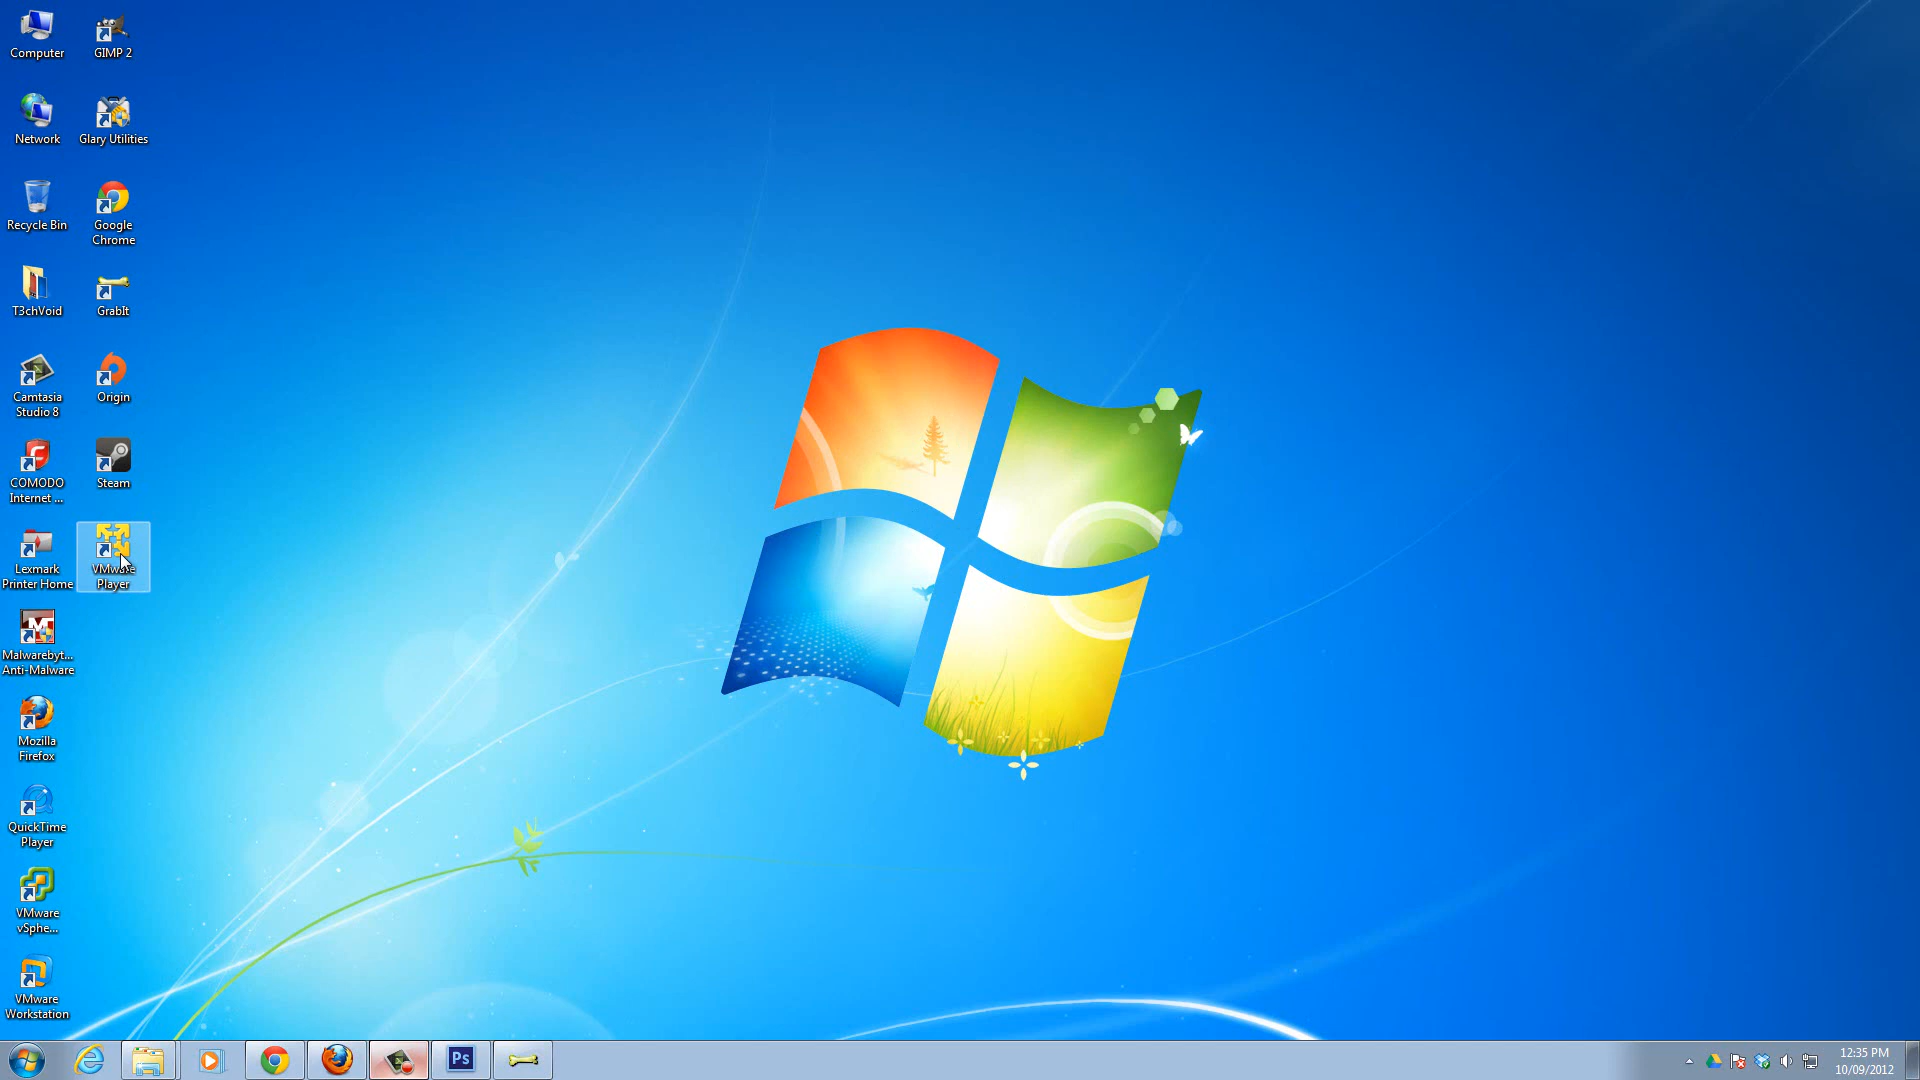 Computer
GIMP 2
Network
Glary Utilities
Recycle Bin
Google
Chrome
T3chVoid
GrabIt
Camtasia
Studio 8
Origin
COMODO
Internet ...
Steam
Lexmark
Printer Home
VMware
Player
Malwarebyt...
Anti-Malware
Mozilla
Firefox
QuickTime
Player
VMware
vSphe...
VMware
Workstation
Ps
12:35 PM
10/09/2012